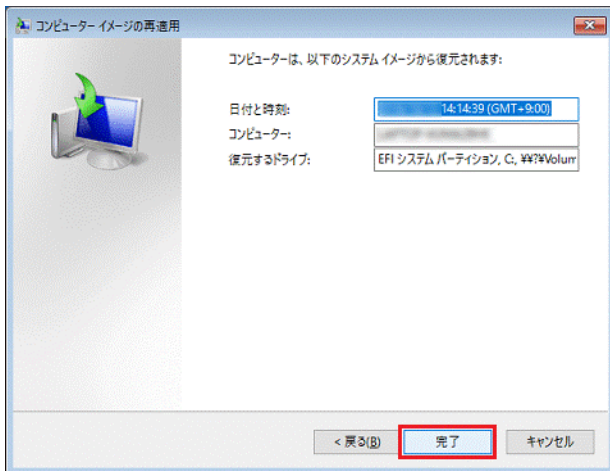 コンピューター イメージの再適用
コンピューターは、以下のシステム イメージから復元されます:
日付と時刻: 14:14:39 (GMT+9:00)
コンピューター:
復元するドライブ: EFI システム パーティション, C:, ¥¥?¥Volum
< 戻る(B) 完了 キャンセル